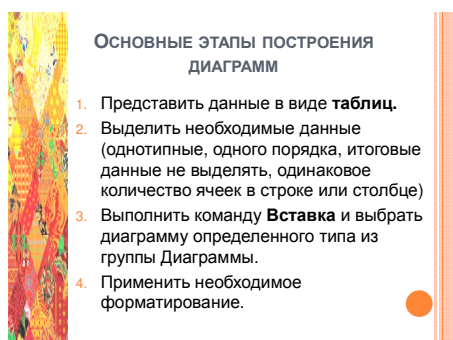 Основные этапы построения
диаграмм
1. Представить данные в виде таблиц.
2. Выделить необходимые данные
(однотипные, одного порядка, итоговые
данные не выделять, одинаковое
количество ячеек в строке или столбце)
3. Выполнить команду Вставка и выбрать
диаграмму определенного типа из
группы Диаграммы.
4. Применить необходимое
форматирование.